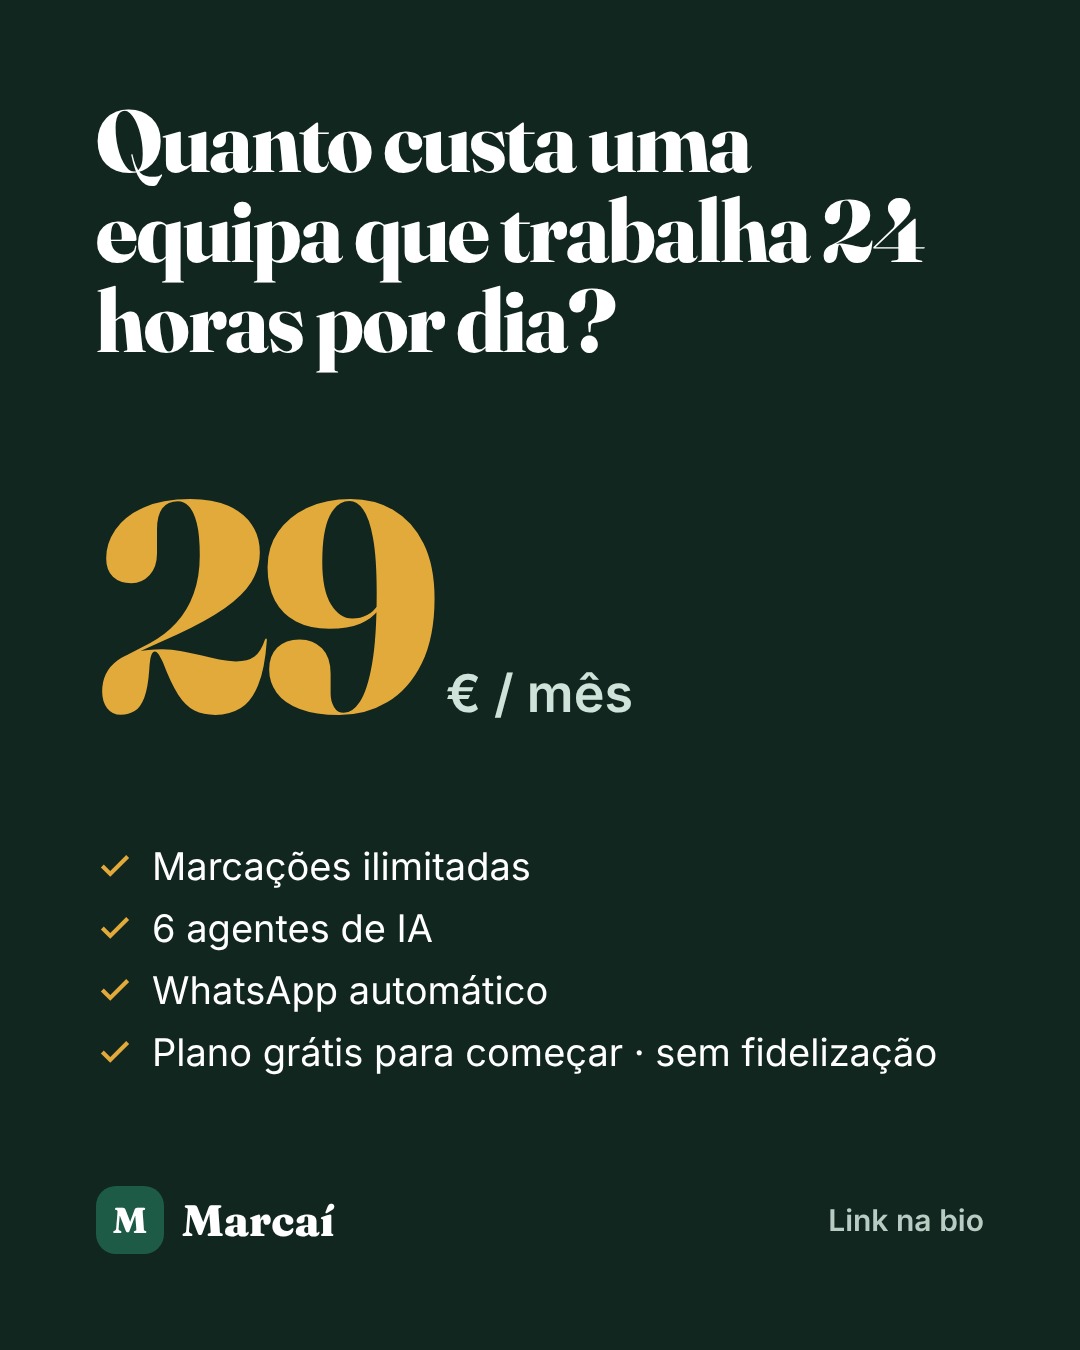 Quanto custa uma
equipa que trabalha 24
horas por dia?
29 € / mês
Marcações ilimitadas
6 agentes de IA
WhatsApp automático
Plano grátis para começar · sem fidelização
M Marcaí
Link na bio